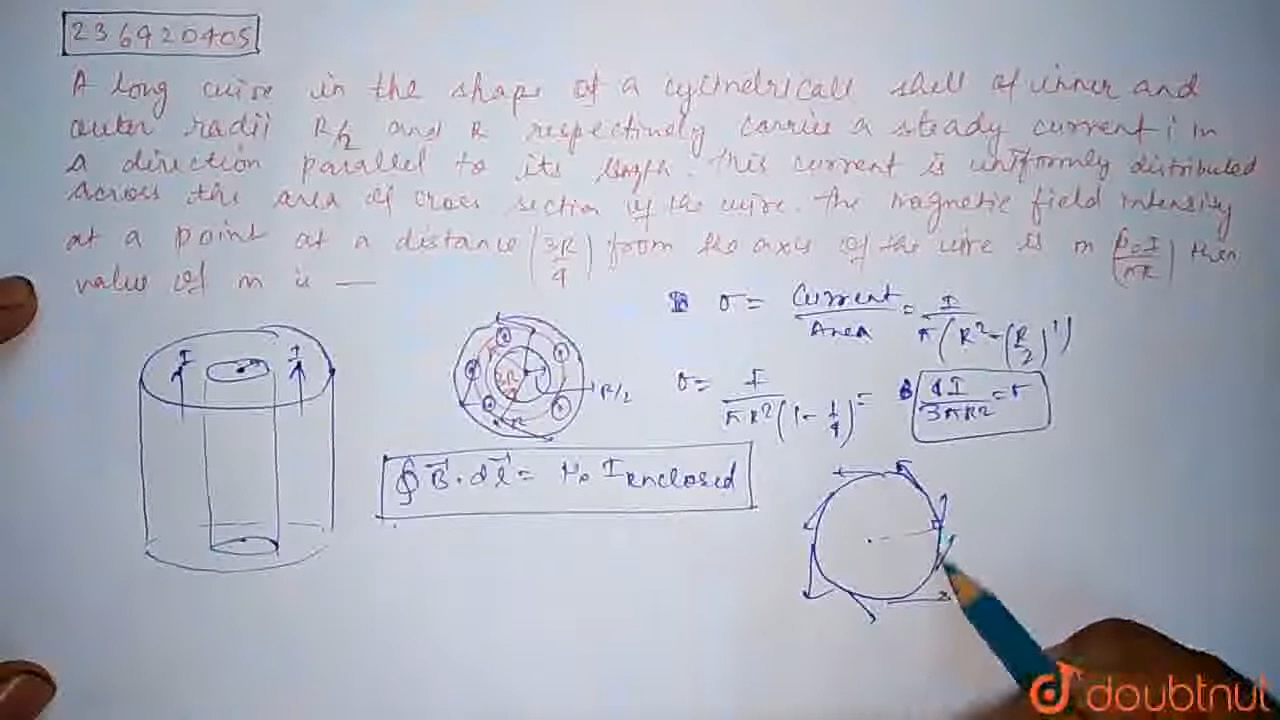 236920405
A long wire in the shape of a cylindricall shell of inner and
outer radii R/2 and R respectively carries a steady current i in
a direction parallel to its length. This current is uniformly distributed
across the area of cross section of the wire. The magnetic field intensity
at a point at a distance (3R/4) from the axis of the wire is m (μ0I/πR) then
value of m is —
σ = Current/Area = I/π(R² - (R/2)²)
σ = I/πR²(1 - 1/4) = 4I/3πR² = σ
I I
R/2
R
∮ B⃗ . dl⃗ = μ0 I Enclosed
doubtnut